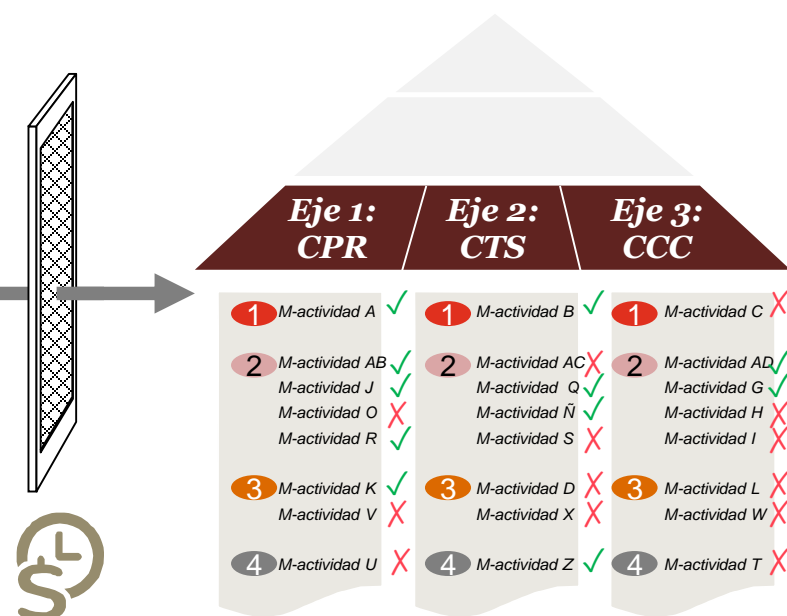 Eje 1:
CPR
Eje 2:
CTS
Eje 3:
CCC
1 M-actividad A
2 M-actividad AB
M-actividad J
M-actividad O
M-actividad R
3 M-actividad K
M-actividad V
4 M-actividad U
1 M-actividad B
2 M-actividad AC
M-actividad Q
M-actividad Ñ
M-actividad S
3 M-actividad D
M-actividad X
4 M-actividad Z
1 M-actividad C
2 M-actividad AD
M-actividad G
M-actividad H
M-actividad I
3 M-actividad L
M-actividad W
4 M-actividad T
$